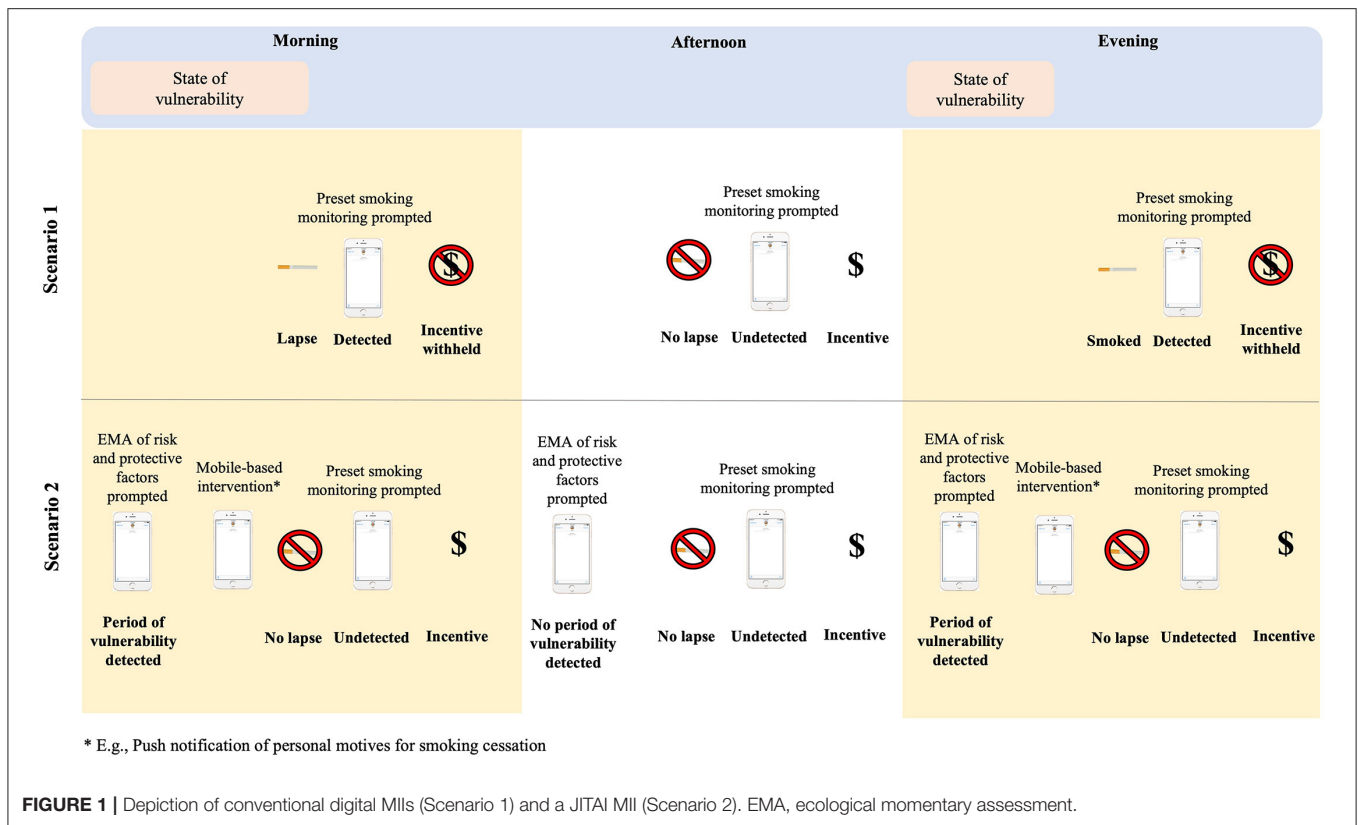 Morning
Afternoon
Evening
State of
vulnerability
State of
vulnerability
Scenario 1
Preset smoking
monitoring prompted
$
Lapse
Detected
Incentive
withheld
Preset smoking
monitoring prompted
$
No lapse
Undetected
Incentive
Preset smoking
monitoring prompted
$
Smoked
Detected
Incentive
withheld
Scenario 2
EMA of risk
and protective
factors
prompted
Mobile-based
intervention*
Preset smoking
monitoring prompted
$
Period of
vulnerability
detected
No lapse
Undetected
Incentive
EMA of risk
and protective
factors
prompted
Preset smoking
monitoring prompted
$
No period of
vulnerability
detected
No lapse
Undetected
Incentive
EMA of risk
and protective
factors
prompted
Mobile-based
intervention*
Preset smoking
monitoring prompted
$
Period of
vulnerability
detected
No lapse
Undetected
Incentive
* E.g., Push notification of personal motives for smoking cessation
FIGURE 1 | Depiction of conventional digital MIIs (Scenario 1) and a JITAI MII (Scenario 2). EMA, ecological momentary assessment.